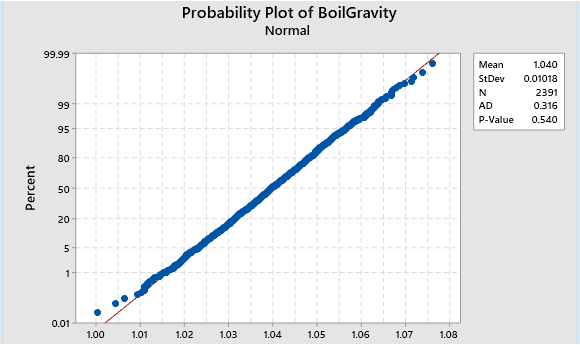 Probability Plot of BoilGravity
Normal
99.99
99
95
80
50
20
5
1
0.01
Percent
1.00 1.01 1.02 1.03 1.04 1.05 1.06 1.07 1.08
Mean 1.040
StDev 0.01018
N 2391
AD 0.316
P-Value 0.540